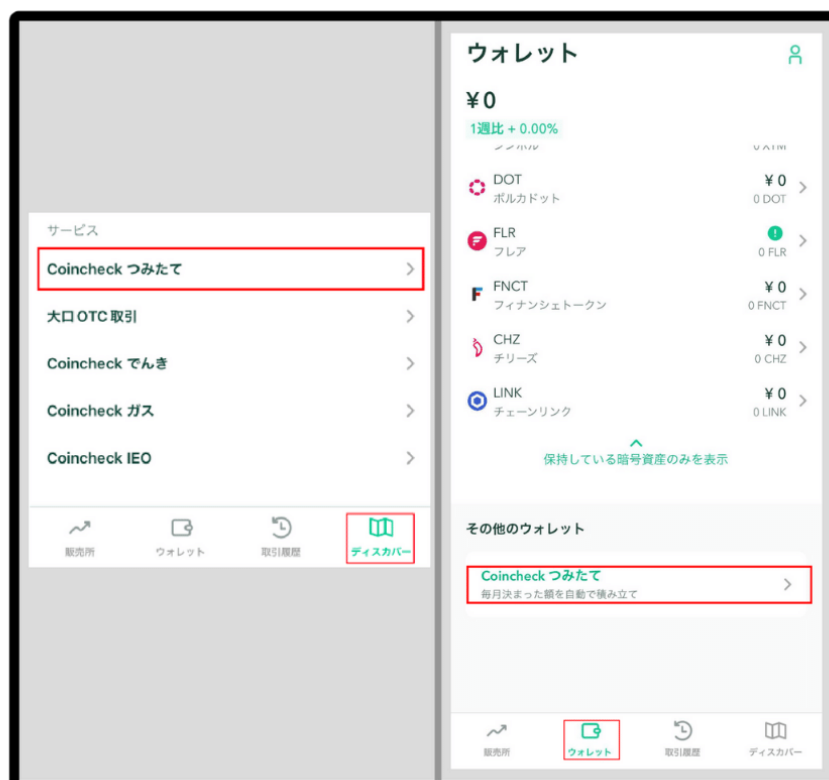 サービス
Coincheck つみたて
大口 OTC 取引
Coincheck でんき
Coincheck ガス
Coincheck IEO
販売所 ウォレット 取引履歴 ディスカバー
ウォレット
¥0
1週比 + 0.00%
シンボル 0 XYM
DOT ¥ 0
ポルカドット 0 DOT
FLR
フレア 0 FLR
FNCT ¥ 0
フィナンシェトークン 0 FNCT
CHZ ¥ 0
チリーズ 0 CHZ
LINK ¥ 0
チェーンリンク 0 LINK
保持している暗号資産のみを表示
その他のウォレット
Coincheck つみたて
毎月決まった額を自動で積み立て
販売所 ウォレット 取引履歴 ディスカバー